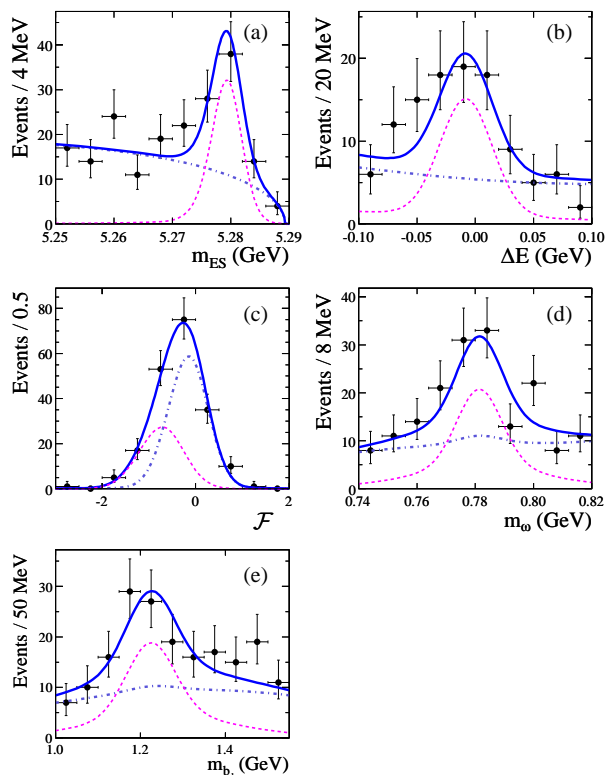 (a)
Events / 4 MeV
40
30
20
10
0
5.25 5.26 5.27 5.28 5.29
m_ES (GeV)
(b)
Events / 20 MeV
20
10
0
-0.10 -0.05 0.00 0.05 0.10
ΔE (GeV)
(c)
Events / 0.5
80
60
40
20
0
-2 0 2
ℱ
(d)
Events / 8 MeV
40
30
20
10
0
0.74 0.76 0.78 0.80 0.82
m_ω (GeV)
(e)
Events / 50 MeV
30
20
10
0
1.0 1.2 1.4
m_b (GeV)